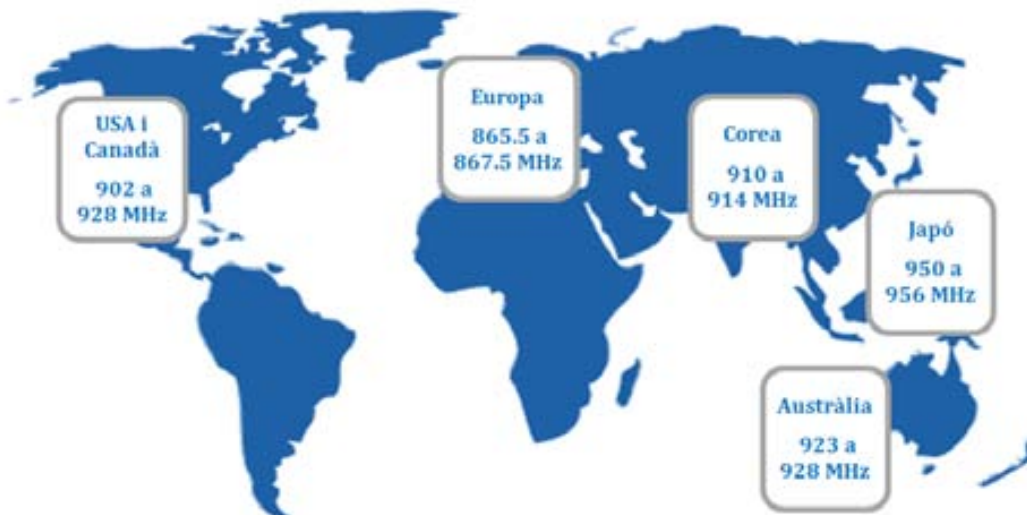 USA i
Canadà
902 a
928 MHz
Europa
865.5 a
867.5 MHz
Corea
910 a
914 MHz
Japó
950 a
956 MHz
Austràlia
923 a
928 MHz